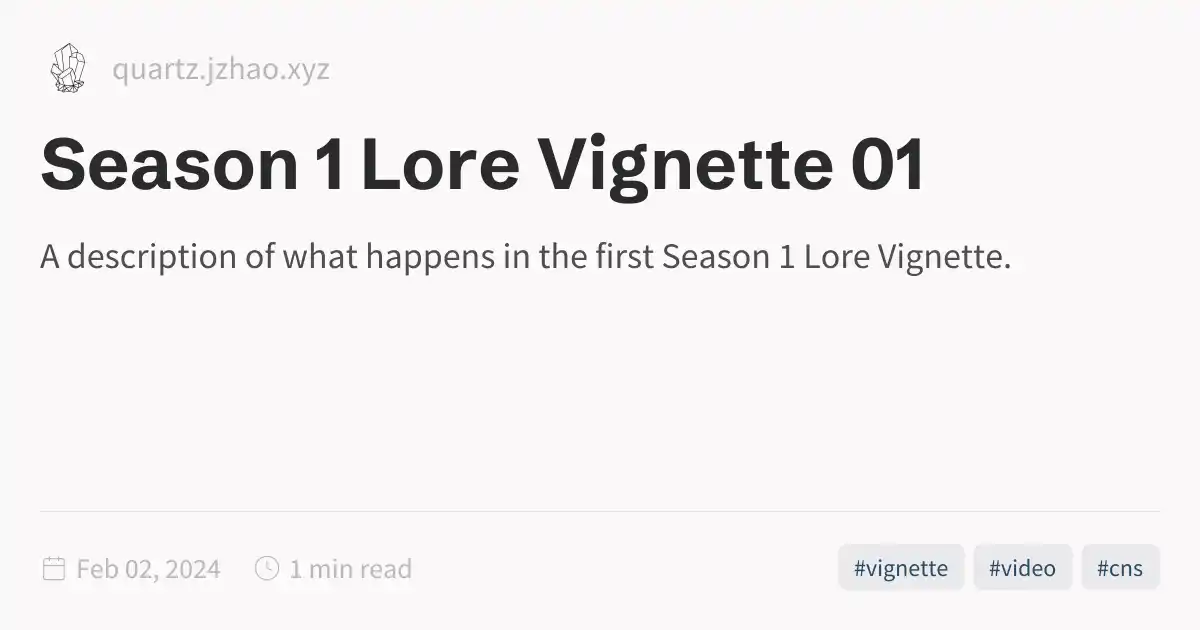 quartz.jzhao.xyz
Season 1 Lore Vignette 01
A description of what happens in the first Season 1 Lore Vignette.
Feb 02, 2024 1 min read #vignette #video #cns